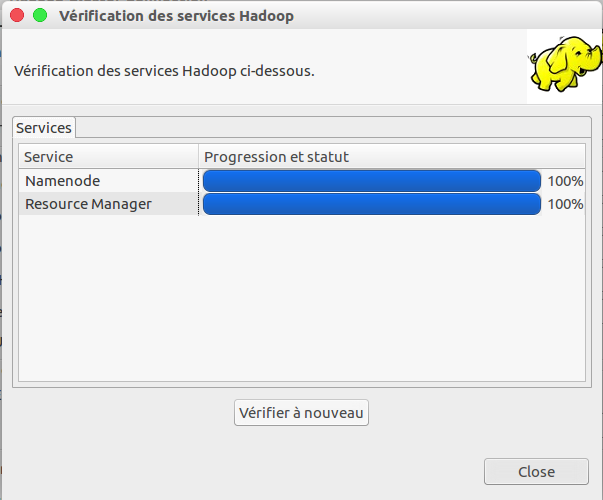 Vérification des services Hadoop
Vérification des services Hadoop ci-dessous.
Services
Service Progression et statut
Namenode 100%
Resource Manager 100%
Vérifier à nouveau
Close